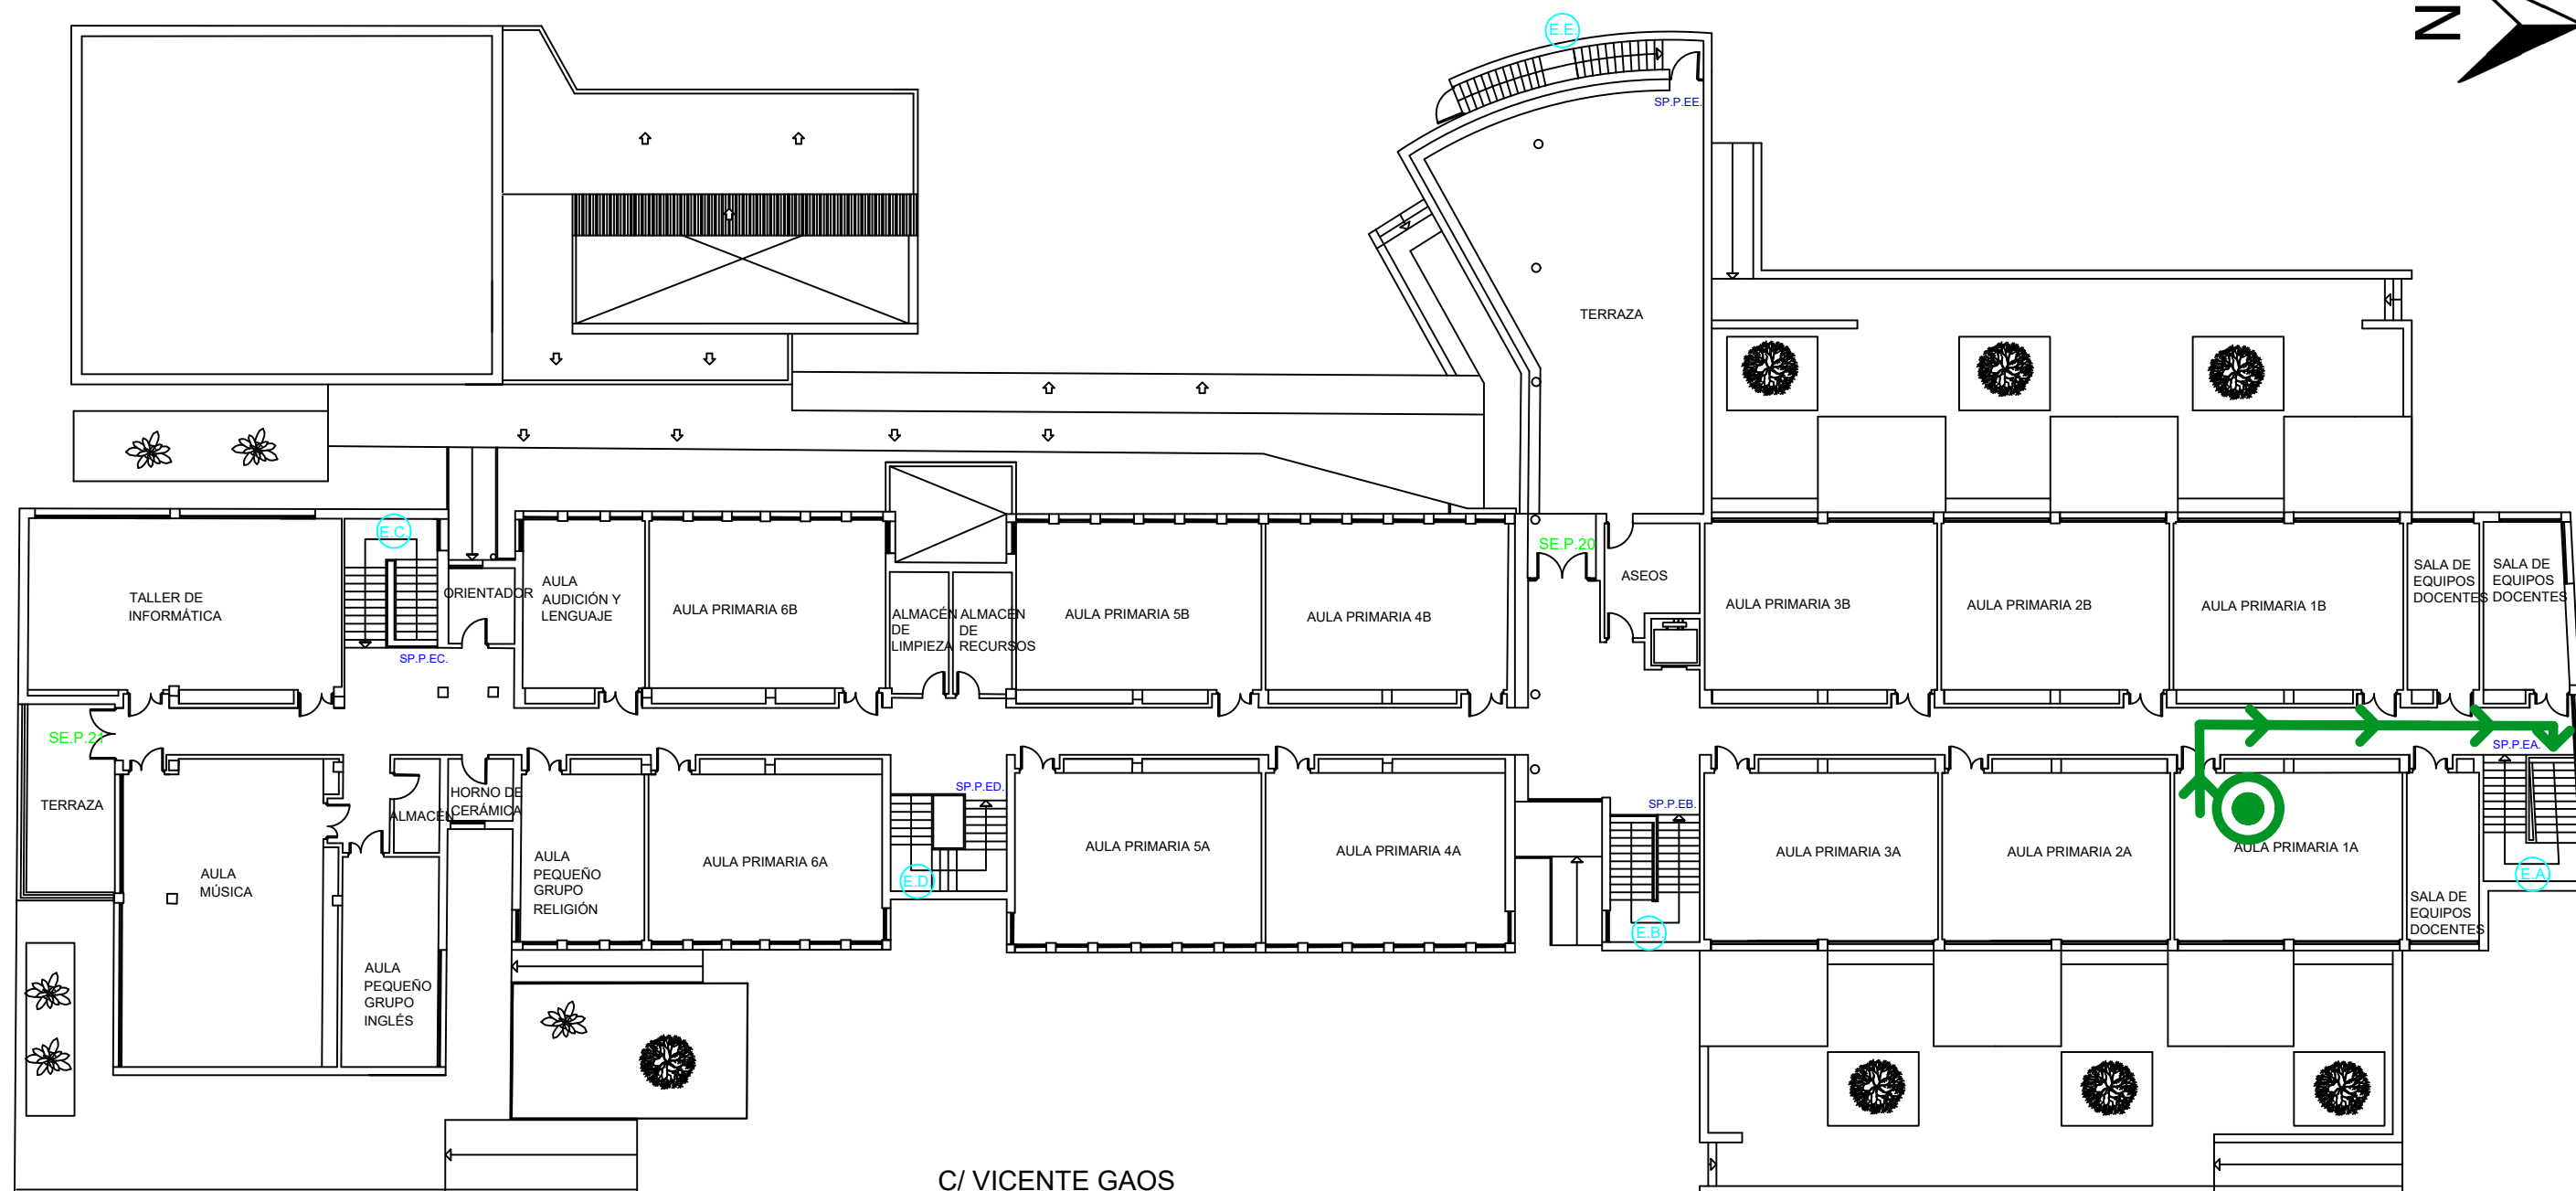 E.E.
N
SP.P.EE.
TERRAZA
E.C.
SE.P.20
TALLER DE
INFORMÁTICA
ORIENTADOR
AULA
AUDICIÓN Y
LENGUAJE
AULA PRIMARIA 6B
ALMACÉN
DE
LIMPIEZA
ALMACÉN
DE
RECURSOS
AULA PRIMARIA 5B
AULA PRIMARIA 4B
ASEOS
AULA PRIMARIA 3B
AULA PRIMARIA 2B
AULA PRIMARIA 1B
SALA DE
EQUIPOS
DOCENTES
SALA DE
EQUIPOS
DOCENTES
SP.P.EC.
SE.P.21
SP.P.EA.
TERRAZA
ALMACÉN
HORNO DE
CERÁMICA
SP.P.ED.
SP.P.EB.
AULA
MÚSICA
AULA
PEQUEÑO
GRUPO
RELIGIÓN
AULA PRIMARIA 6A
E.D.
AULA PRIMARIA 5A
AULA PRIMARIA 4A
E.B.
AULA PRIMARIA 3A
AULA PRIMARIA 2A
AULA PRIMARIA 1A
E.A.
SALA DE
EQUIPOS
DOCENTES
AULA
PEQUEÑO
GRUPO
INGLÉS
C/ VICENTE GAOS